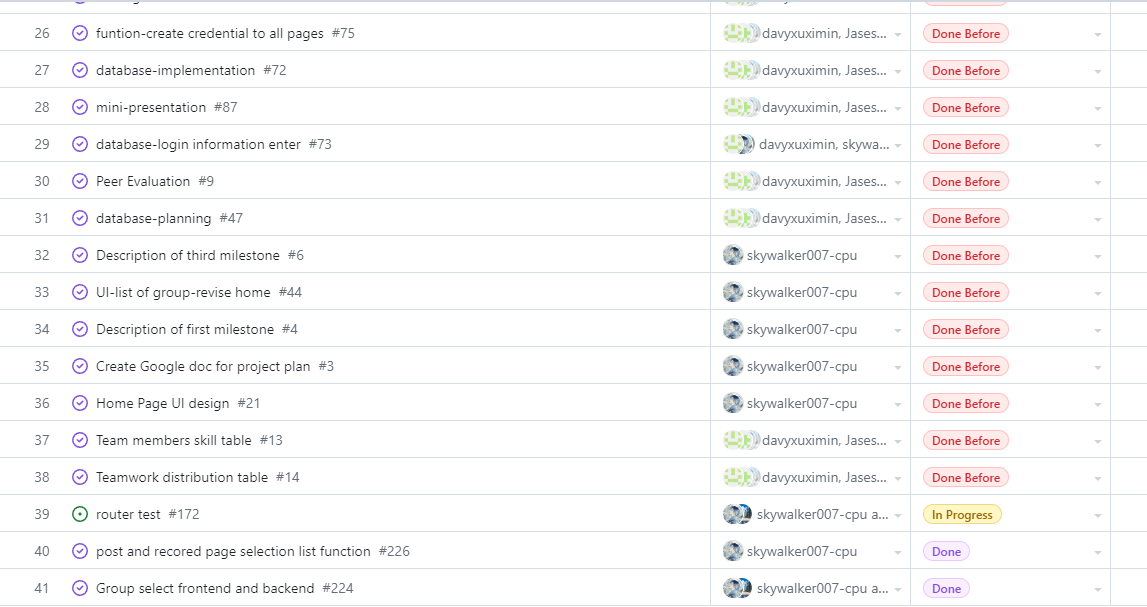 26 funtion-create credential to all pages #75 davyxuximin, Jases... Done Before
27 database-implementation #72 davyxuximin, Jases... Done Before
28 mini-presentation #87 davyxuximin, Jases... Done Before
29 database-login information enter #73 davyxuximin, skywa... Done Before
30 Peer Evaluation #9 davyxuximin, Jases... Done Before
31 database-planning #47 davyxuximin, Jases... Done Before
32 Description of third milestone #6 skywalker007-cpu Done Before
33 UI-list of group-revise home #44 skywalker007-cpu Done Before
34 Description of first milestone #4 skywalker007-cpu Done Before
35 Create Google doc for project plan #3 skywalker007-cpu Done Before
36 Home Page UI design #21 skywalker007-cpu Done Before
37 Team members skill table #13 davyxuximin, Jases... Done Before
38 Teamwork distribution table #14 davyxuximin, Jases... Done Before
39 router test #172 skywalker007-cpu a... In Progress
40 post and recored page selection list function #226 skywalker007-cpu Done
41 Group select frontend and backend #224 skywalker007-cpu a... Done